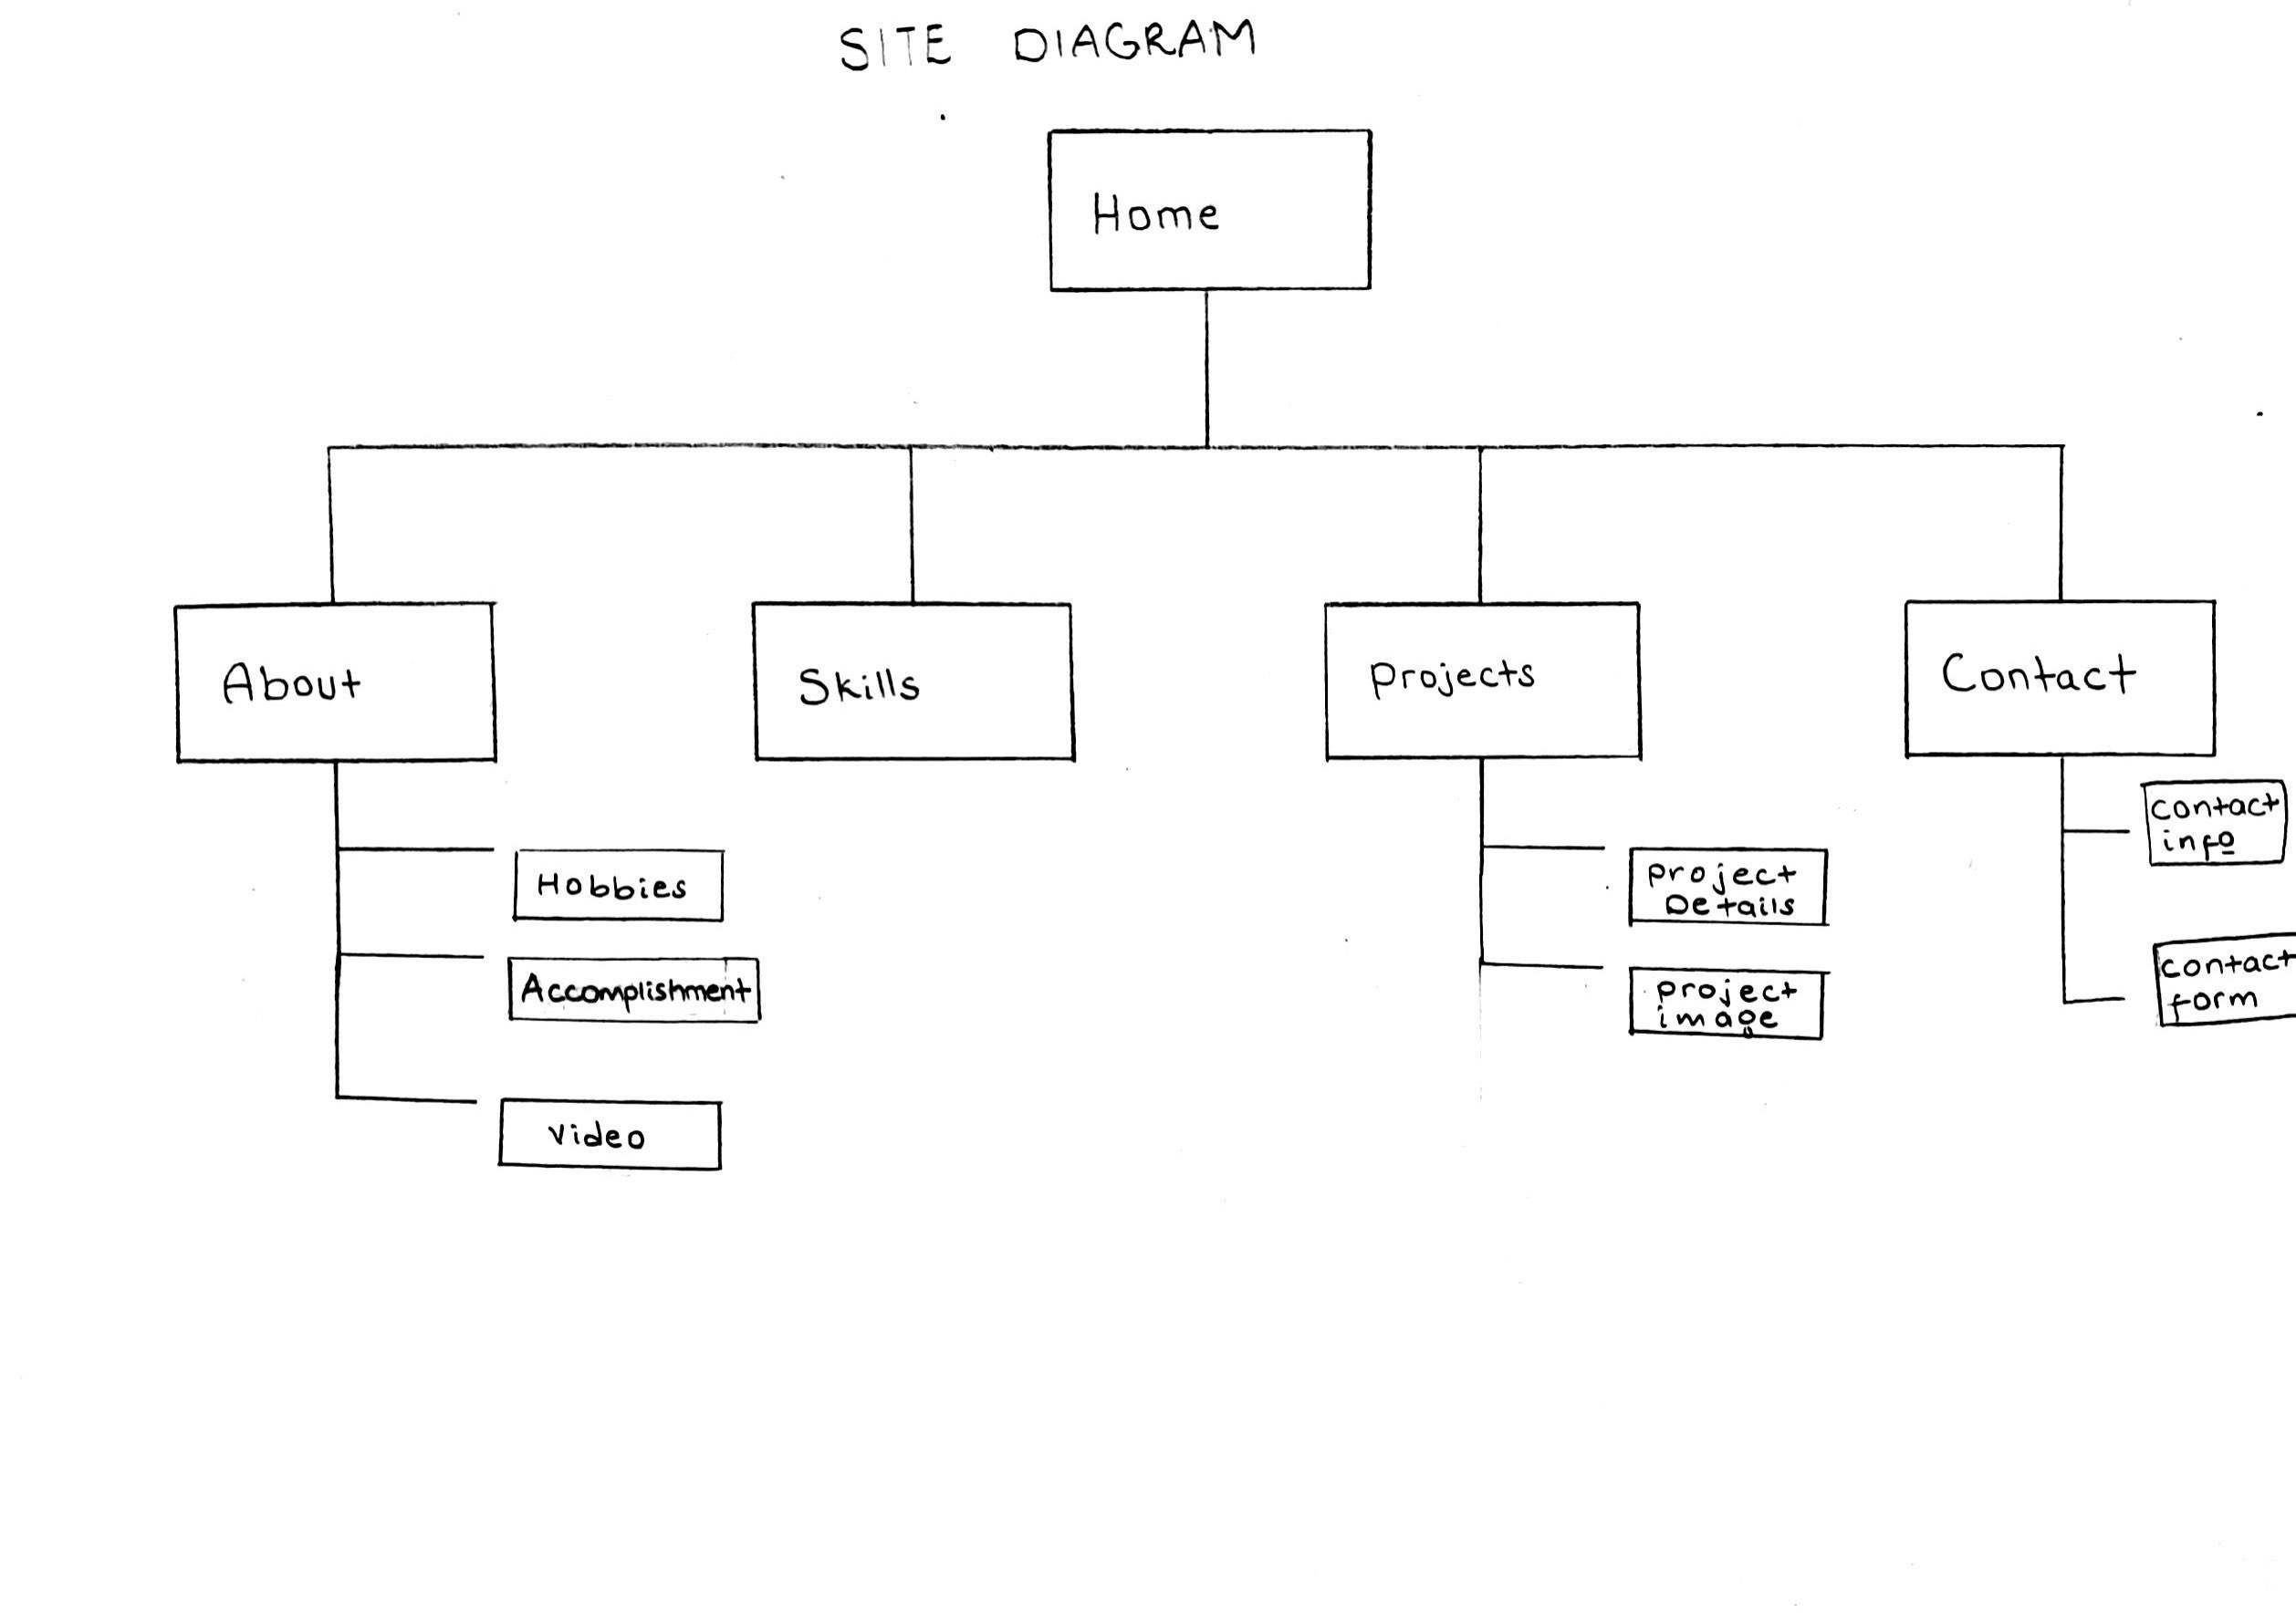 SITE DIAGRAM
Home
About
Skills
Projects
Contact
Hobbies
Accomplishment
Video
Project
Details
Project
image
Contact
info
Contact
form